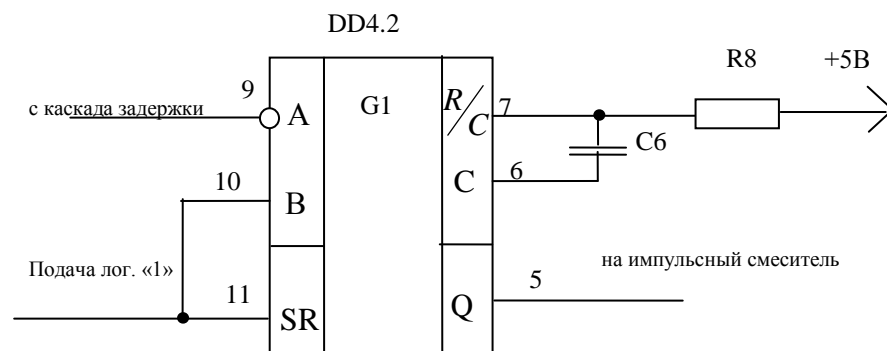 DD4.2
R8 +5В
9
с каскада задержки
A
G1
R/C
7
C6
6
C
10
B
Подача лог. «1»
11
SR
Q
5
на импульсный смеситель